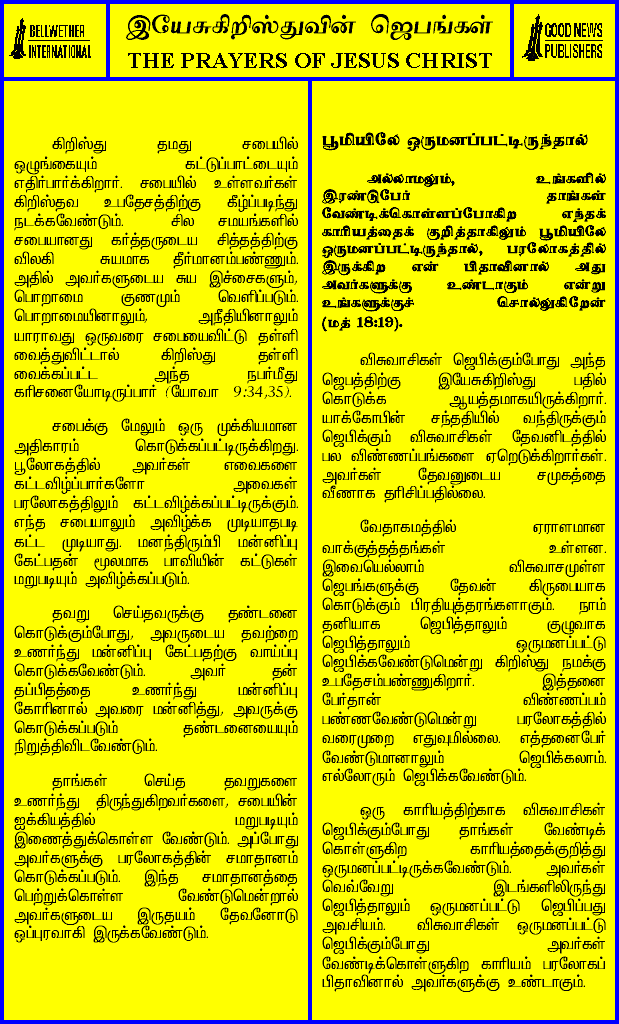 BELLWETHER
INTERNATIONAL
இயேசுகிறிஸ்துவின் ஜெபங்கள்
THE PRAYERS OF JESUS CHRIST
GOOD NEWS
PUBLISHERS
கிறிஸ்து தமது சபையில்
ஒழுங்கையும் கட்டுப்பாட்டையும்
எதிர்பார்க்கிறார். சபையில் உள்ளவர்கள்
கிறிஸ்தவ உபதேசத்திற்கு கீழ்ப்படிந்து
நடக்கவேண்டும். சில சமயங்களில்
சபையானது கர்த்தருடைய சித்தத்திற்கு
விலகி சுயமாக தீர்மானம்பண்ணும்.
அதில் அவர்களுடைய சுய இச்சைகளும்,
பொறாமை குணமும் வெளிப்படும்.
பொறாமையினாலும், அநீதியினாலும்
யாராவது ஒருவரை சபையைவிட்டு தள்ளி
வைத்துவிட்டால் கிறிஸ்து தள்ளி
வைக்கப்பட்ட அந்த நபர்மீது
கரிசனையோடிருப்பார் (யோவா 9:34,35).
சபைக்கு மேலும் ஒரு முக்கியமான
அதிகாரம் கொடுக்கப்பட்டிருக்கிறது.
பூலோகத்தில் அவர்கள் எவைகளை
கட்டவிழ்ப்பார்களோ அவைகள்
பரலோகத்திலும் கட்டவிழ்க்கப்பட்டிருக்கும்.
எந்த சபையாலும் அவிழ்க்க முடியாதபடி
கட்ட முடியாது. மனந்திரும்பி மன்னிப்பு
கேட்பதன் மூலமாக பாவியின் கட்டுகள்
மறுபடியும் அவிழ்க்கப்படும்.
தவறு செய்தவருக்கு தண்டனை
கொடுக்கும்போது, அவருடைய தவற்றை
உணர்ந்து மன்னிப்பு கேட்பதற்கு வாய்ப்பு
கொடுக்கவேண்டும். அவர் தன்
தப்பிதத்தை உணர்ந்து மன்னிப்பு
கோரினால் அவரை மன்னித்து, அவருக்கு
கொடுக்கப்படும் தண்டனையையும்
நிறுத்திவிடவேண்டும்.
தாங்கள் செய்த தவறுகளை
உணர்ந்து திருந்துகிறவர்களை, சபையின்
ஐக்கியத்தில் மறுபடியும்
இணைத்துக்கொள்ள வேண்டும். அப்போது
அவர்களுக்கு பரலோகத்தின் சமாதானம்
கொடுக்கப்படும். இந்த சமாதானத்தை
பெற்றுக்கொள்ள வேண்டுமென்றால்
அவர்களுடைய இருதயம் தேவனோடு
ஒப்புரவாகி இருக்கவேண்டும்.
பூமியிலே ஒருமனப்பட்டிருந்தால்
அல்லாமலும், உங்களில்
இரண்டுபேர் தாங்கள்
வேண்டிக்கொள்ளப்போகிற எந்தக்
காரியத்தைக் குறித்தாகிலும் பூமியிலே
ஒருமனப்பட்டிருந்தால், பரலோகத்தில்
இருக்கிற என் பிதாவினால் அது
அவர்களுக்கு உண்டாகும் என்று
உங்களுக்குச் சொல்லுகிறேன்
(மத் 18:19).
விசுவாசிகள் ஜெபிக்கும்போது அந்த
ஜெபத்திற்கு இயேசுகிறிஸ்து பதில்
கொடுக்க ஆயத்தமாயிருக்கிறார்.
யாக்கோபின் சந்ததியில் வந்திருக்கும்
ஜெபிக்கும் விசுவாசிகள் தேவனிடத்தில்
பல விண்ணப்பங்களை ஏறெடுக்கிறார்கள்.
அவர்கள் தேவனுடைய சமுகத்தை
வீணாக தரிசிப்பதில்லை.
வேதாகமத்தில் ஏராளமான
வாக்குத்தத்தங்கள் உள்ளன.
இவையெல்லாம் விசுவாசமுள்ள
ஜெபங்களுக்கு தேவன் கிருபையாக
கொடுக்கும் பிரதியுத்தரங்களாகும். நாம்
தனியாக ஜெபித்தாலும் குழுவாக
ஜெபித்தாலும் ஒருமனப்பட்டு
ஜெபிக்கவேண்டுமென்று கிறிஸ்து நமக்கு
உபதேசம்பண்ணுகிறார். இத்தனை
பேர்தான் விண்ணப்பம்
பண்ணவேண்டுமென்று பரலோகத்தில்
வரைமுறை எதுவுமில்லை. எத்தனைபேர்
வேண்டுமானாலும் ஜெபிக்கலாம்.
எல்லோரும் ஜெபிக்கவேண்டும்.
ஒரு காரியத்திற்காக விசுவாசிகள்
ஜெபிக்கும்போது தாங்கள் வேண்டிக்
கொள்ளுகிற காரியத்தைக்குறித்து
ஒருமனப்பட்டிருக்கவேண்டும். அவர்கள்
வெவ்வேறு இடங்களிலிருந்து
ஜெபித்தாலும் ஒருமனப்பட்டு ஜெபிப்பது
அவசியம். விசுவாசிகள் ஒருமனப்பட்டு
ஜெபிக்கும்போது அவர்கள்
வேண்டிக்கொள்ளுகிற காரியம் பரலோகப்
பிதாவினால் அவர்களுக்கு உண்டாகும்.